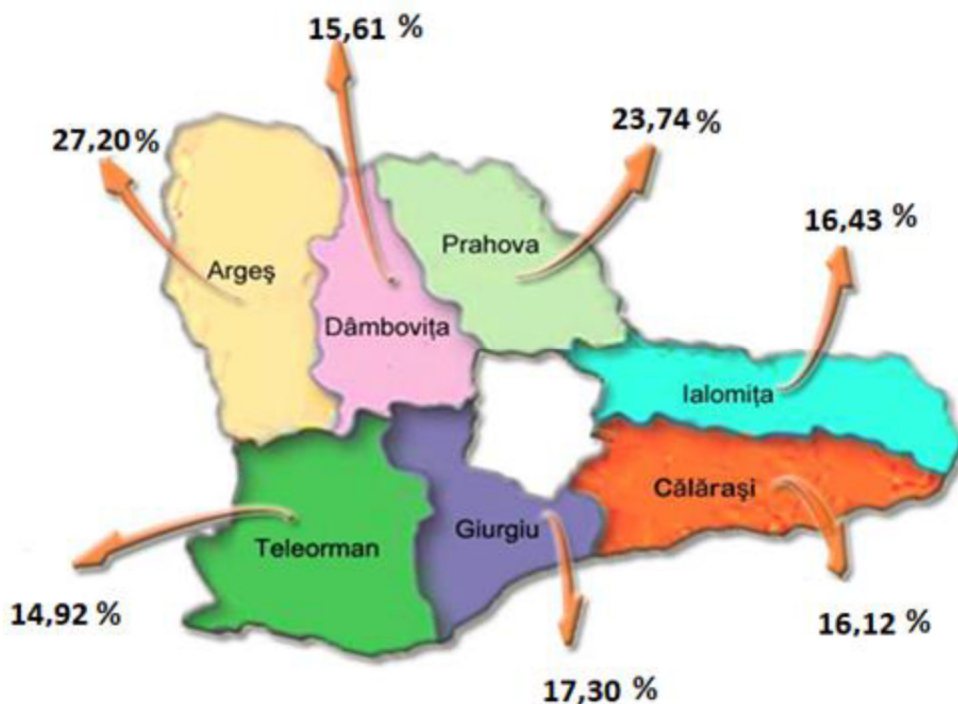 15,61 %
27,20%
23,74%
16,43 %
Prahova
Argeş
Dâmboviţa
Ialomiţa
Călăraşi
Teleorman
Giurgiu
14,92 %
16,12 %
17,30 %